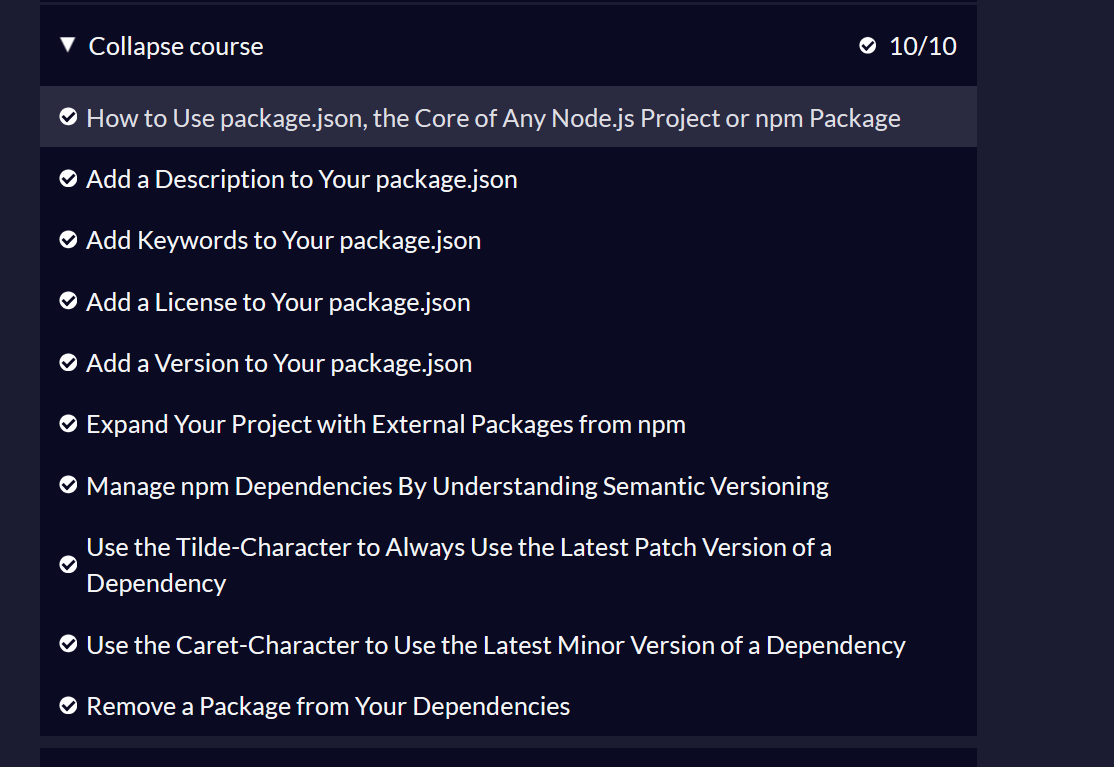 Collapse course
10/10
How to Use package.json, the Core of Any Node.js Project or npm Package
Add a Description to Your package.json
Add Keywords to Your package.json
Add a License to Your package.json
Add a Version to Your package.json
Expand Your Project with External Packages from npm
Manage npm Dependencies By Understanding Semantic Versioning
Use the Tilde-Character to Always Use the Latest Patch Version of a
Dependency
Use the Caret-Character to Use the Latest Minor Version of a Dependency
Remove a Package from Your Dependencies